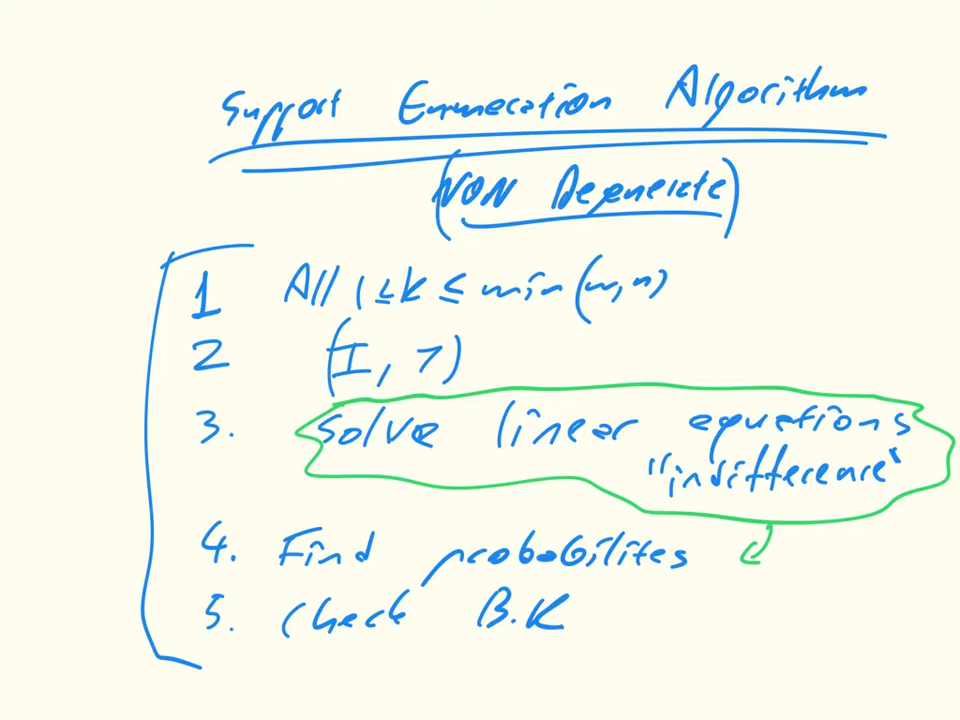 Support Enumeration Algorithm
(NON Degenerate)
1 All 1 ≤ k ≤ min(m,n)
2 (I, J)
3. Solve linear equations
"indifference"
4. Find probabilites
5. Check B.R